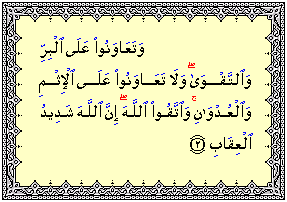 وَتَعَاوَنُوا۟ عَلَى ٱلْبِرِّ
وَٱلتَّقْوَىٰ ۖ وَلَا تَعَاوَنُوا۟ عَلَى ٱلْإِثْمِ
وَٱلْعُدْوَٰنِ ۚ وَٱتَّقُوا۟ ٱللَّهَ ۖ إِنَّ ٱللَّهَ شَدِيدُ
ٱلْعِقَابِ ﴿٢﴾